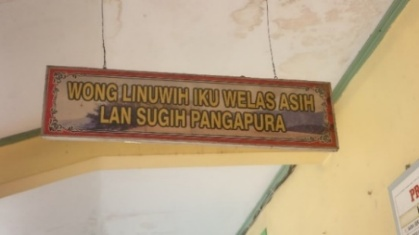 WONG LINUWIH IKU WELAS ASIH
LAN SUGIH PANGAPURA